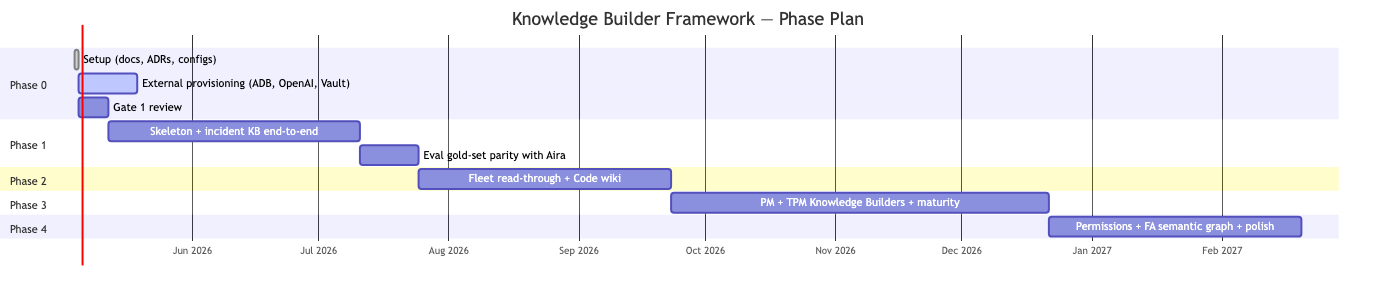 Knowledge Builder Framework — Phase Plan
Phase 0
Setup (docs, ADRs, configs)
External provisioning (ADB, OpenAI, Vault)
Gate 1 review
Phase 1
Skeleton + incident KB end-to-end
Eval gold-set parity with Aira
Phase 2
Fleet read-through + Code wiki
Phase 3
PM + TPM Knowledge Builders + maturity
Phase 4
Permissions + FA semantic graph + polish
Jun 2026 Jul 2026 Aug 2026 Sep 2026 Oct 2026 Nov 2026 Dec 2026 Jan 2027 Feb 2027